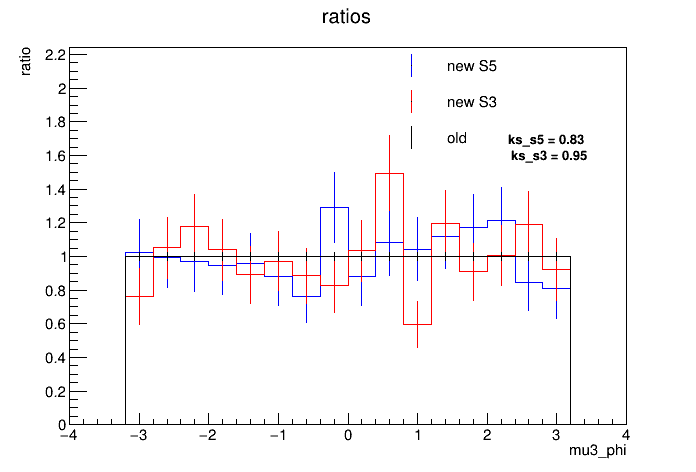 ratios
ratio
2.2
2
1.8
1.6
1.4
1.2
1
0.8
0.6
0.4
0.2
0
new S5
new S3
old
ks_s5 = 0.83
ks_s3 = 0.95
−4 −3 −2 −1 0 1 2 3 4
mu3_phi